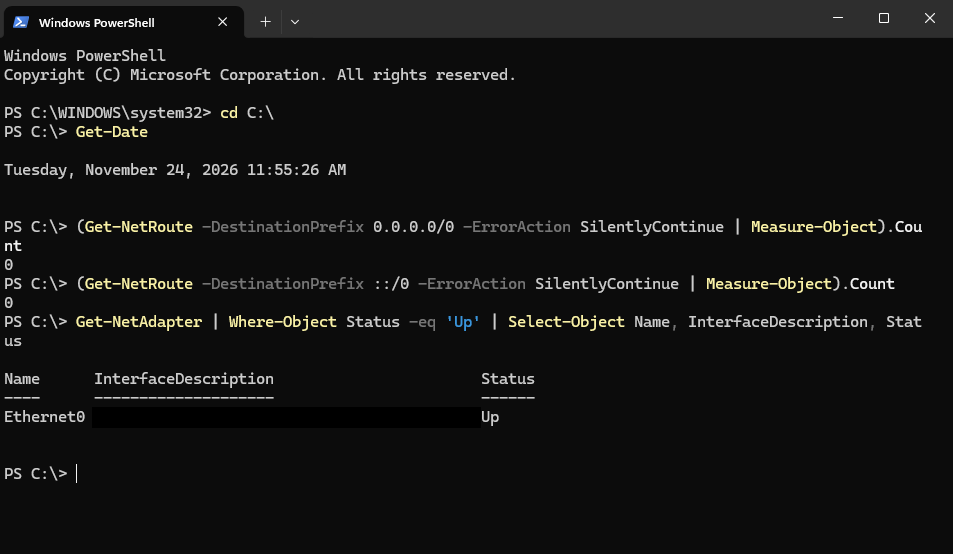 Windows PowerShell
Windows PowerShell
Copyright (C) Microsoft Corporation. All rights reserved.
PS C:\WINDOWS\system32> cd C:\
PS C:\> Get-Date
Tuesday, November 24, 2026 11:55:26 AM
PS C:\> (Get-NetRoute -DestinationPrefix 0.0.0.0/0 -ErrorAction SilentlyContinue | Measure-Object).Cou
nt
0
PS C:\> (Get-NetRoute -DestinationPrefix ::/0 -ErrorAction SilentlyContinue | Measure-Object).Count
0
PS C:\> Get-NetAdapter | Where-Object Status -eq 'Up' | Select-Object Name, InterfaceDescription, Stat
us
Name InterfaceDescription Status
---- -------------------- ------
Ethernet0 Up
PS C:\>